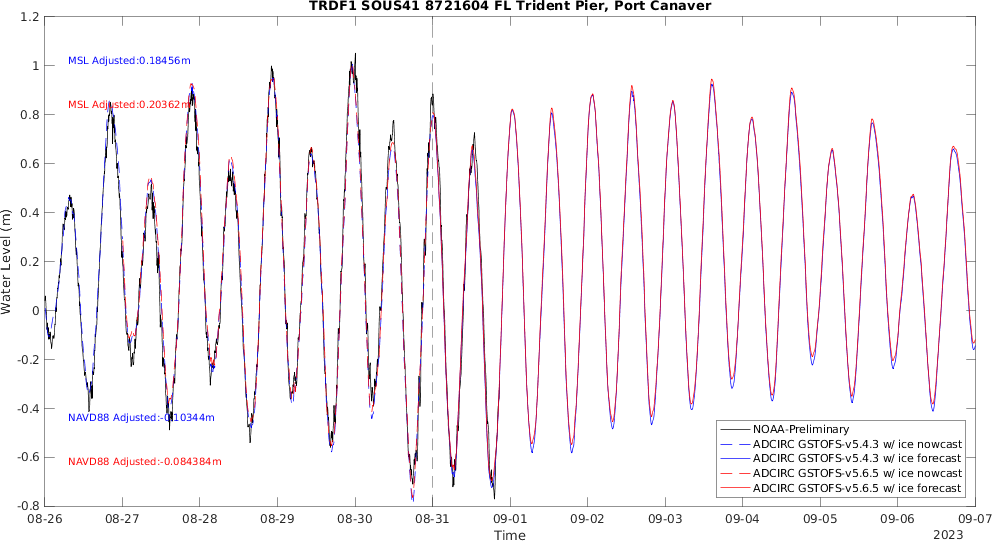 TRDF1 SOUS41 8721604 FL Trident Pier, Port Canaver
1.2
1
0.8
0.6
0.4
0.2
0
-0.2
-0.4
-0.6
-0.8
Water Level (m)
MSL Adjusted:0.18456m
MSL Adjusted:0.20362m
NAVD88 Adjusted:-0.10344m
NAVD88 Adjusted:-0.084384m
NOAA-Preliminary
ADCIRC GSTOFS-v5.4.3 w/ ice nowcast
ADCIRC GSTOFS-v5.4.3 w/ ice forecast
ADCIRC GSTOFS-v5.6.5 w/ ice nowcast
ADCIRC GSTOFS-v5.6.5 w/ ice forecast
08-26 08-27 08-28 08-29 08-30 08-31 09-01 09-02 09-03 09-04 09-05 09-06 09-07
Time
2023